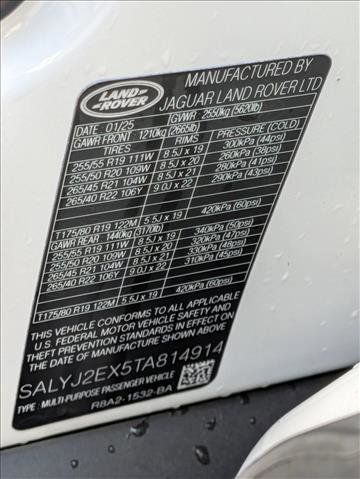 LAND-
ROVER
MANUFACTURED BY
JAGUAR LAND ROVER LTD
DATE 01/25 GVWR 2550kg (5620lb)
GAWR FRONT 1210kg (2665lb) PRESSURE (COLD)
TIRES RIMS
255/55 R19 111W 8.5J x 19 300kPa (44psi)
255/50 R20 109W 8.5J x 20 260kPa (38psi)
265/45 R21 104W 8.5J x 21 280kPa (41psi)
265/40 R22 106Y 9.0J x 22 290kPa (43psi)
T175/80 R19 122M 5.5J x 19 420kPa (60psi)
GAWR REAR 1440kg (3170lb)
255/55 R19 111W 8.5J x 19 340kPa (50psi)
255/50 R20 109W 8.5J x 20 320kPa (47psi)
265/45 R21 104W 8.5J x 21 330kPa (48psi)
265/40 R22 106Y 9.0J x 22 310kPa (45psi)
T175/80 R19 122M 5.5J x 19 420kPa (60psi)
THIS VEHICLE CONFORMS TO ALL APPLICABLE
U.S. FEDERAL MOTOR VEHICLE SAFETY AND
THEFT PREVENTION STANDARDS IN EFFECT ON THE
DATE OF MANUFACTURE SHOWN ABOVE.
SALYJ2EX5TA814914
TYPE : MULTI-PURPOSE PASSENGER VEHICLE
R8A2-1532-BA